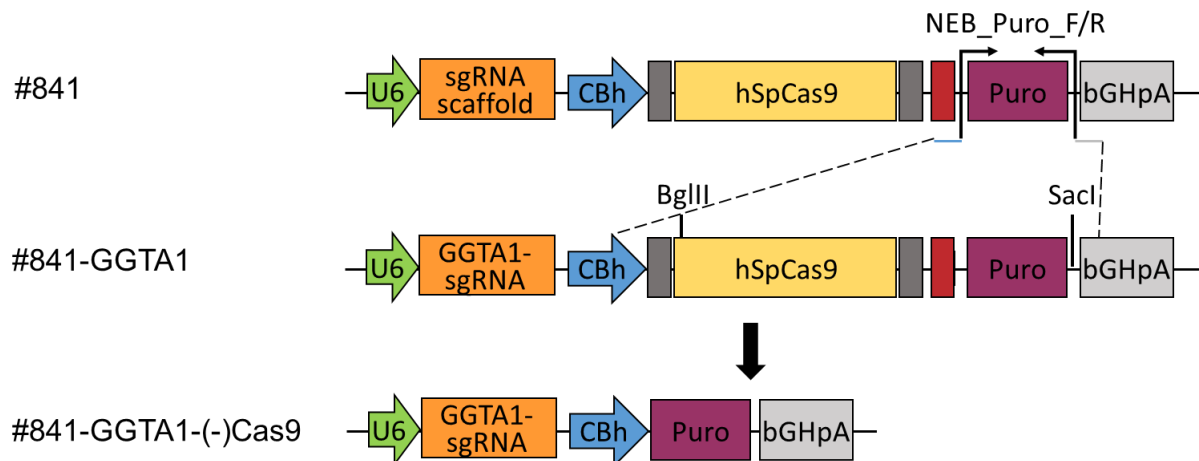 NEB_Puro_F/R
#841
U6
sgRNA
scaffold
CBh
hSpCas9
Puro
bGHpA
BglII
SacI
#841-GGTA1
U6
GGTA1-
sgRNA
CBh
hSpCas9
Puro
bGHpA
#841-GGTA1-(-)Cas9
U6
GGTA1-
sgRNA
CBh
Puro
bGHpA